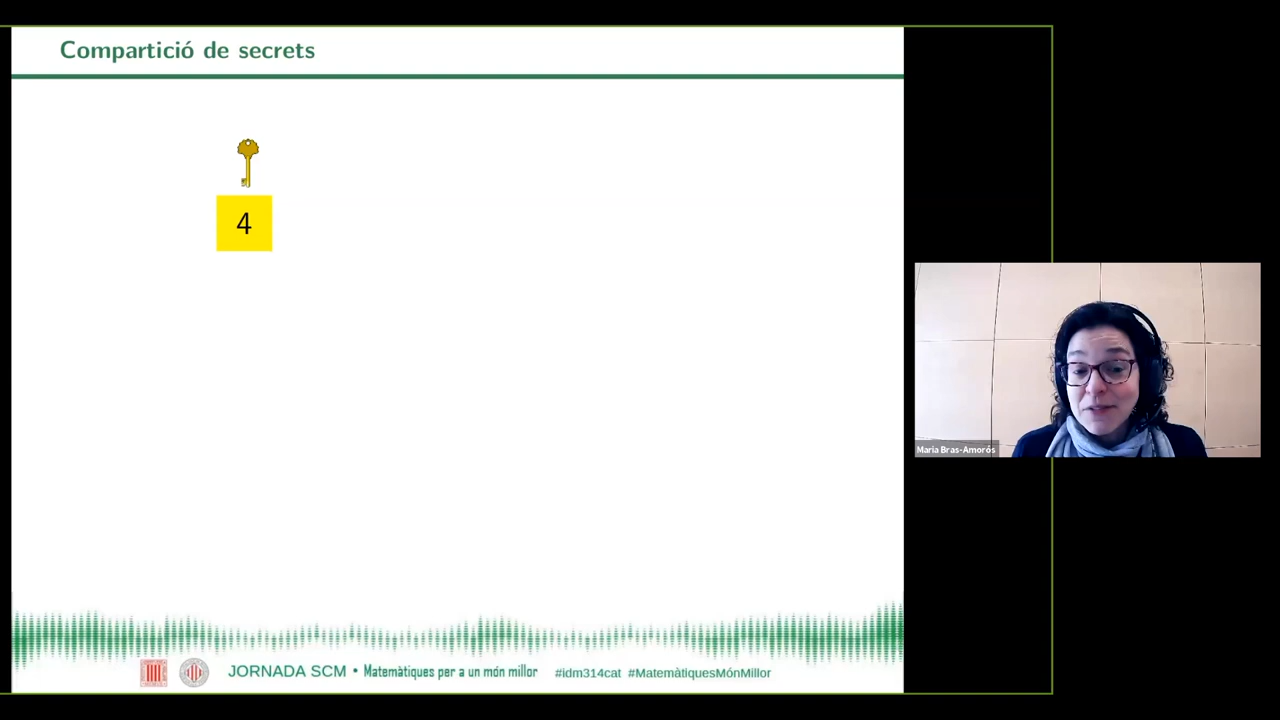 Compartició de secrets
4
Maria Bras-Amorós
JORNADA SCM • Matemàtiques per a un món millor #idm314cat #MatemàtiquesMónMillor